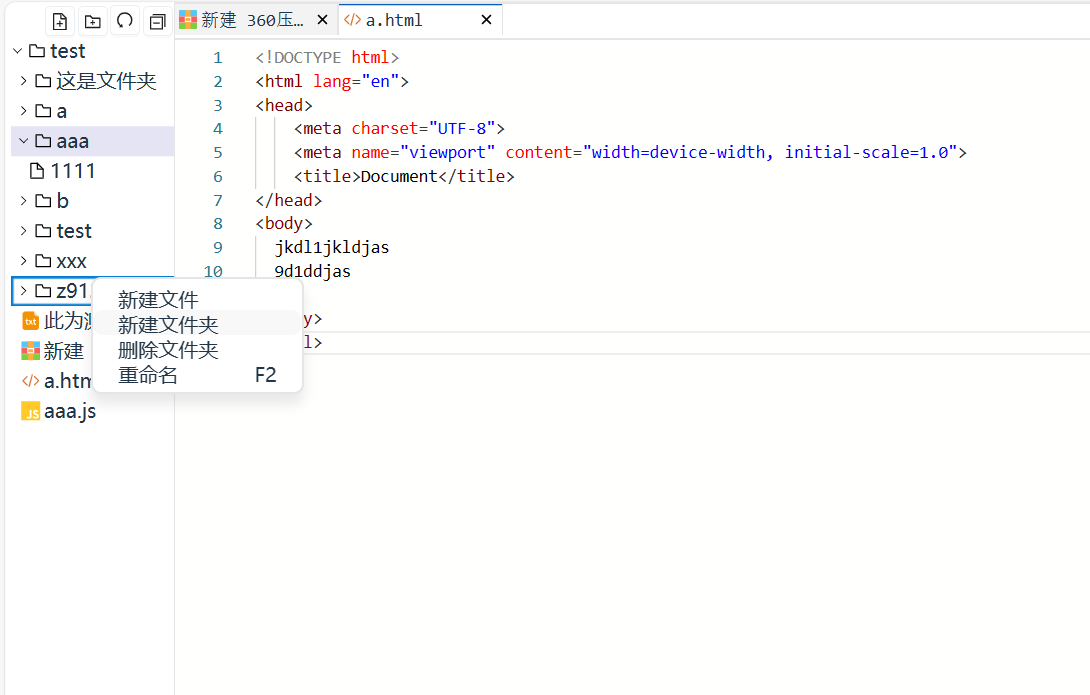 新建 360压...
a.html
test
这是文件夹
a
aaa
1111
b
test
xxx
z91
此为
新建
a.htm
aaa.js
JS
txt
新建文件
新建文件夹
删除文件夹
重命名 F2
1 <!DOCTYPE html>
2 <html lang="en">
3 <head>
4 <meta charset="UTF-8">
5 <meta name="viewport" content="width=device-width, initial-scale=1.0">
6 <title>Document</title>
7 </head>
8 <body>
9 jkdl1jkldjas
10 9d1ddjas
y>
l>